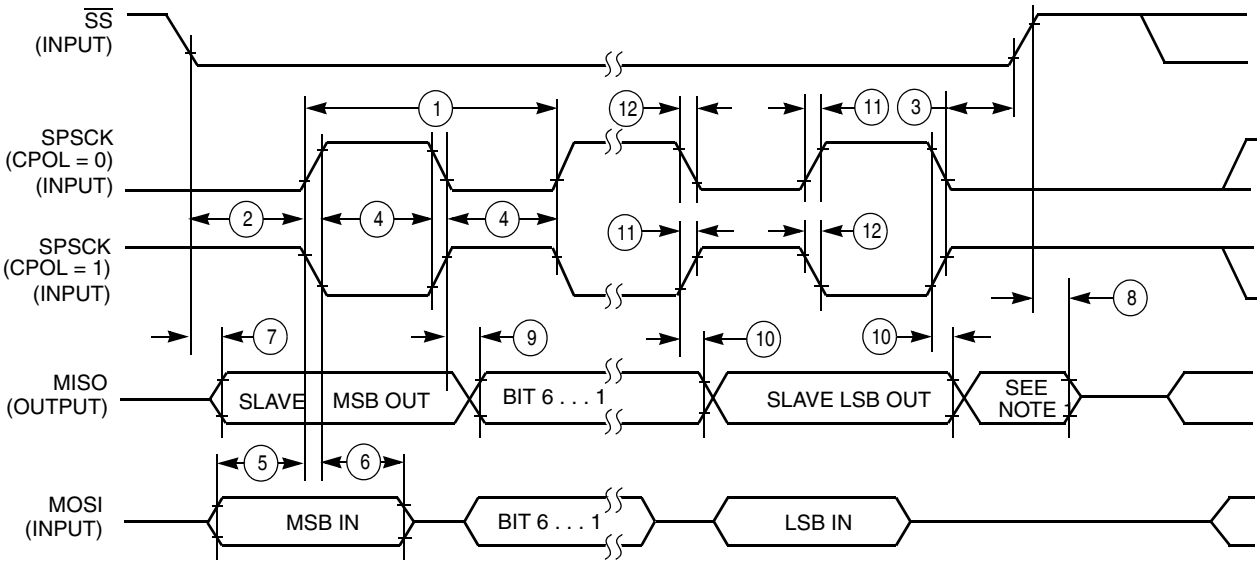 SS
(INPUT)
1
12
11
3
SPSCK
(CPOL = 0)
(INPUT)
2
4
4
SPSCK
(CPOL = 1)
(INPUT)
11
12
8
7
9
10
10
MISO
(OUTPUT)
SLAVE MSB OUT
BIT 6 . . . 1
SLAVE LSB OUT
SEE
NOTE
5
6
MOSI
(INPUT)
MSB IN
BIT 6 . . . 1
LSB IN